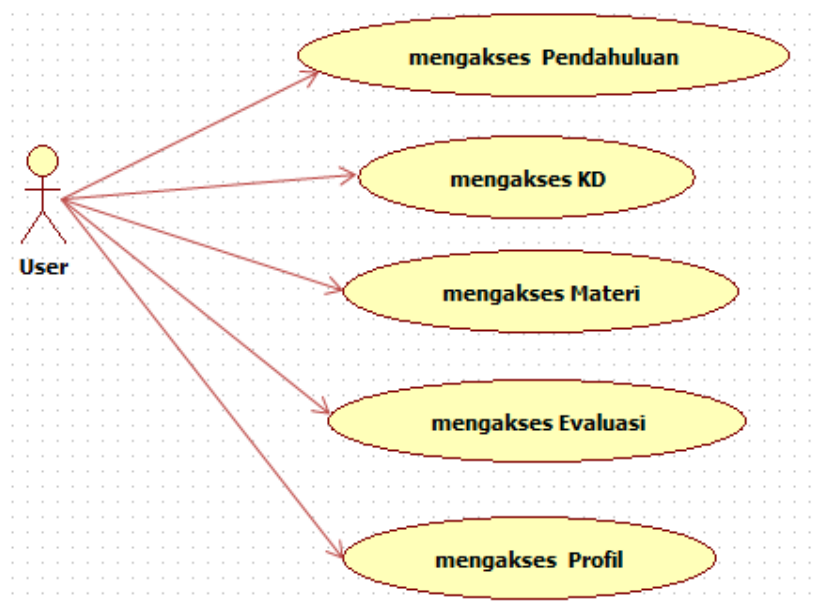 mengakses Pendahuluan
mengakses KD
User
mengakses Materi
mengakses Evaluasi
mengakses Profil